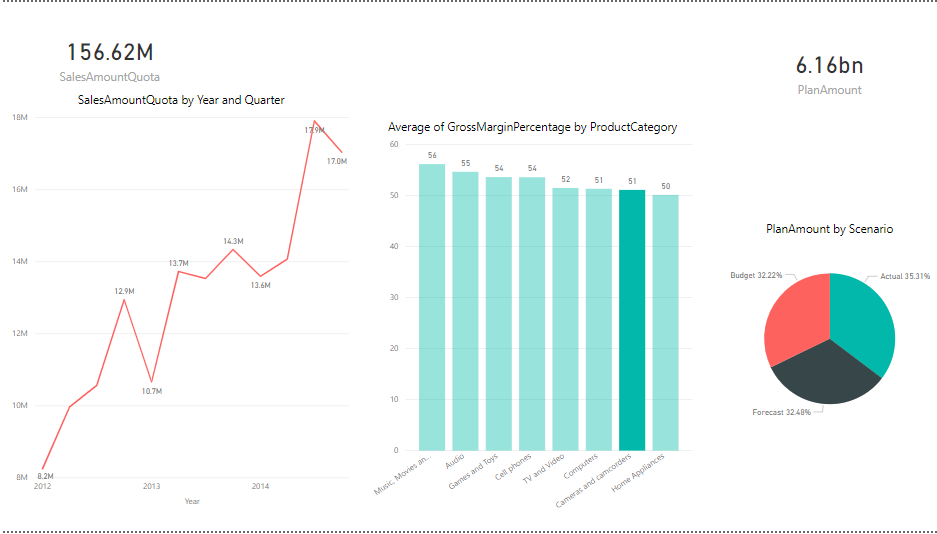 156.62M
SalesAmountQuota
SalesAmountQuota by Year and Quarter
18M
16M
14M
12M
10M
8M
8.2M
12.9M
10.7M
13.7M
14.3M
13.6M
17.9M
17.0M
2012
2013
2014
Year
Average of GrossMarginPercentage by ProductCategory
60
50
40
30
20
10
0
56
55
54
54
52
51
51
50
Music, Movies an...
Audio
Games and Toys
Cell phones
TV and Video
Computers
Cameras and camcorders
Home Appliances
6.16bn
PlanAmount
PlanAmount by Scenario
Budget 32.22%
Actual 35.31%
Forecast 32.48%